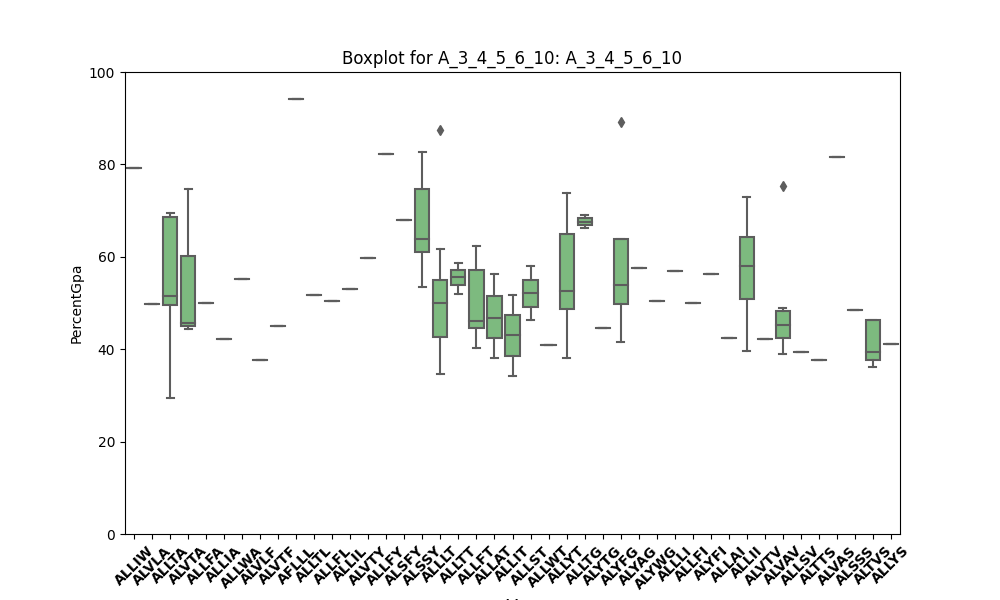 Boxplot for A_3_4_5_6_10: A_3_4_5_6_10
PercentGpa
100
80
60
40
20
0
ALLIW
ALVLA
ALLTA
ALVTA
ALLFA
ALLIA
ALLWA
ALVLF
ALVTF
AFLLL
ALLTL
ALLFL
ALLIL
ALVTY
ALLFY
ALSFY
ALSSY
ALLLT
ALLTT
ALLFT
ALLAT
ALLIT
ALLST
ALLWT
ALLYT
ALLTG
ALYTG
ALYFG
ALYAG
ALYWG
ALLLI
ALLFI
ALYFI
ALLAI
ALLII
ALVTV
ALVAV
ALLSV
ALTTS
ALVAS
ALSSS
ALTVS
ALLYS